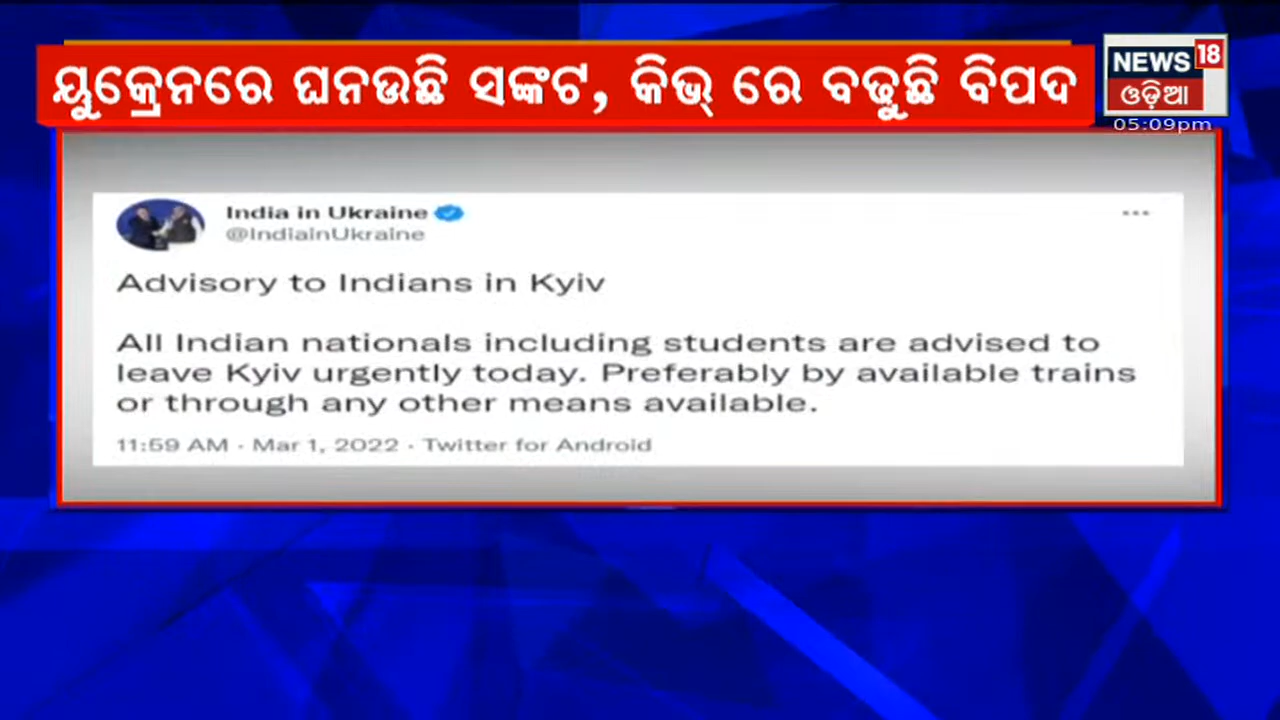 ୟୁକ୍ରେନରେ ଘନଉଛି ସଙ୍କଟ, କିଭ୍ ରେ ବଢୁଛି ବିପଦ
NEWS 18
ଓଡ଼ିଆ
05:09pm
India in Ukraine
@IndiainUkraine
Advisory to Indians in Kyiv
All Indian nationals including students are advised to
leave Kyiv urgently today. Preferably by available trains
or through any other means available.
11:59 AM · Mar 1, 2022 · Twitter for Android